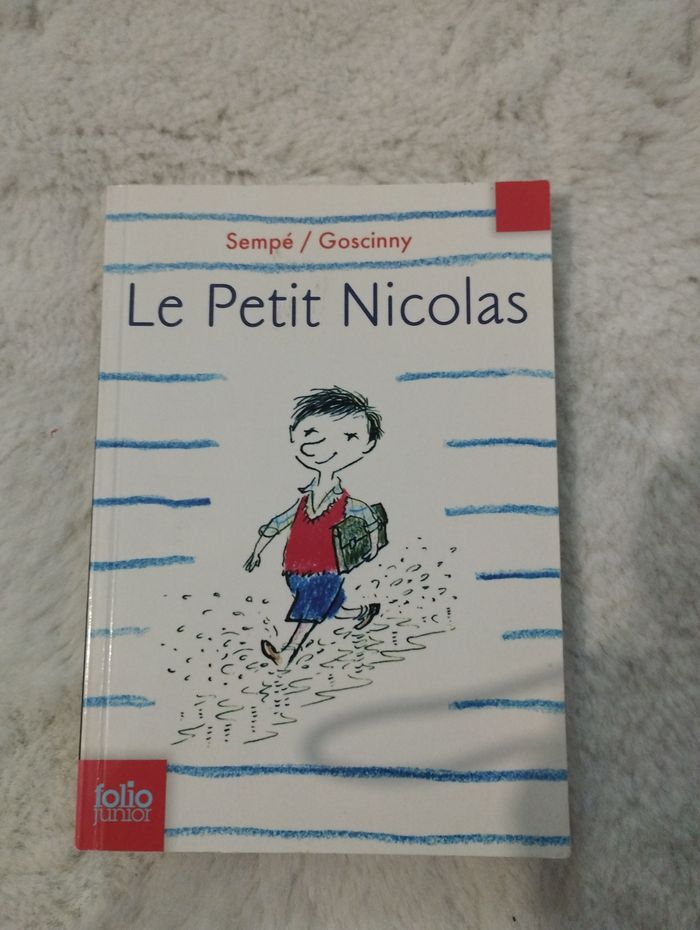 Sempé / Goscinny
Le Petit Nicolas
folio
junior